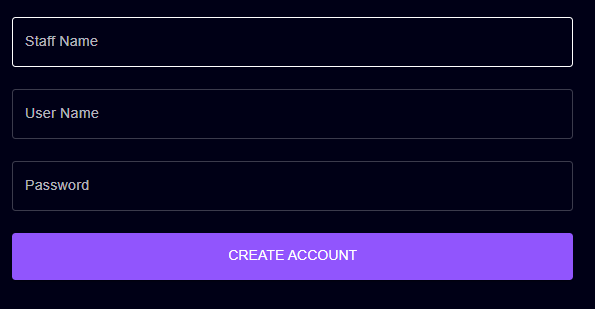 Staff Name
User Name
Password
CREATE ACCOUNT